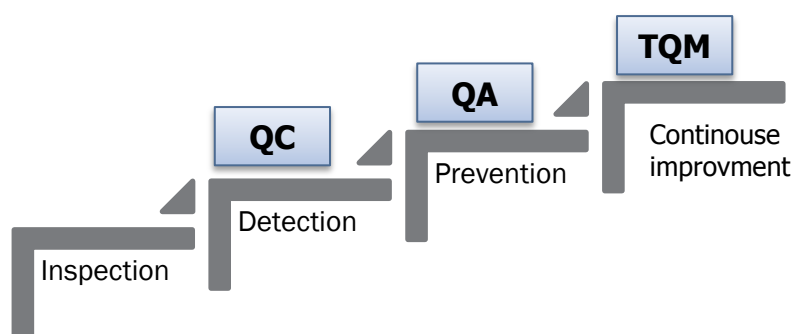 TQM
QA
QC
Continouse
improvment
Prevention
Detection
Inspection